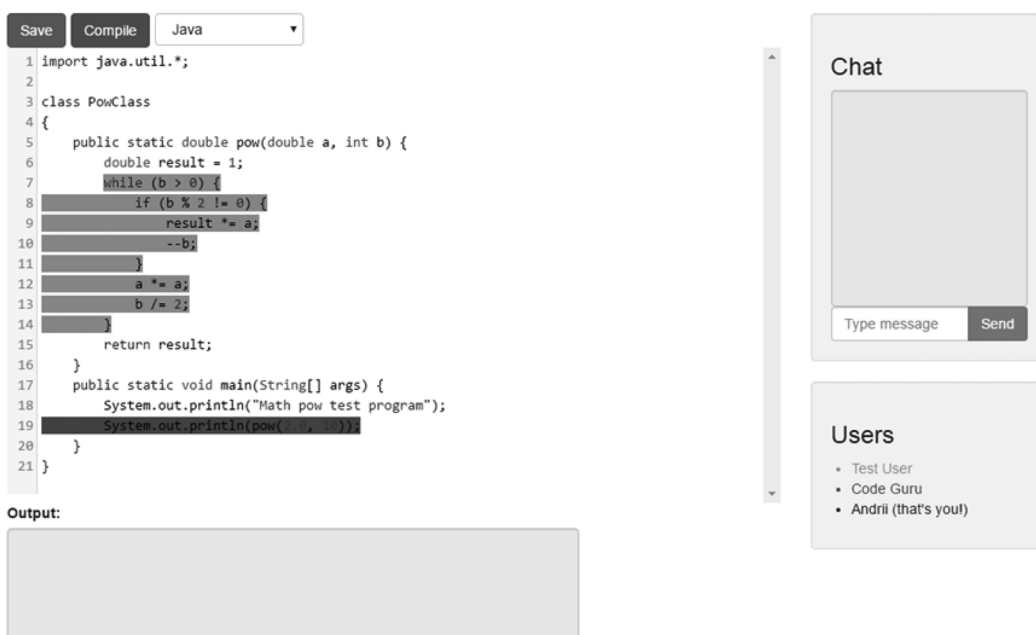 Save Compile Java
1 import java.util.*;
2
3 class PowClass
4 {
5 public static double pow(double a, int b) {
6 double result = 1;
7 while (b > 0) {
8 if (b % 2 != 0) {
9 result *= a;
10 --b;
11 }
12 a *= a;
13 b /= 2;
14 }
15 return result;
16 }
17 public static void main(String[] args) {
18 System.out.println("Math pow test program");
19 System.out.println(pow(2.0, 10));
20 }
21 }
Output:
Chat
Type message Send
Users
• Test User
• Code Guru
• Andrii (that's you!)